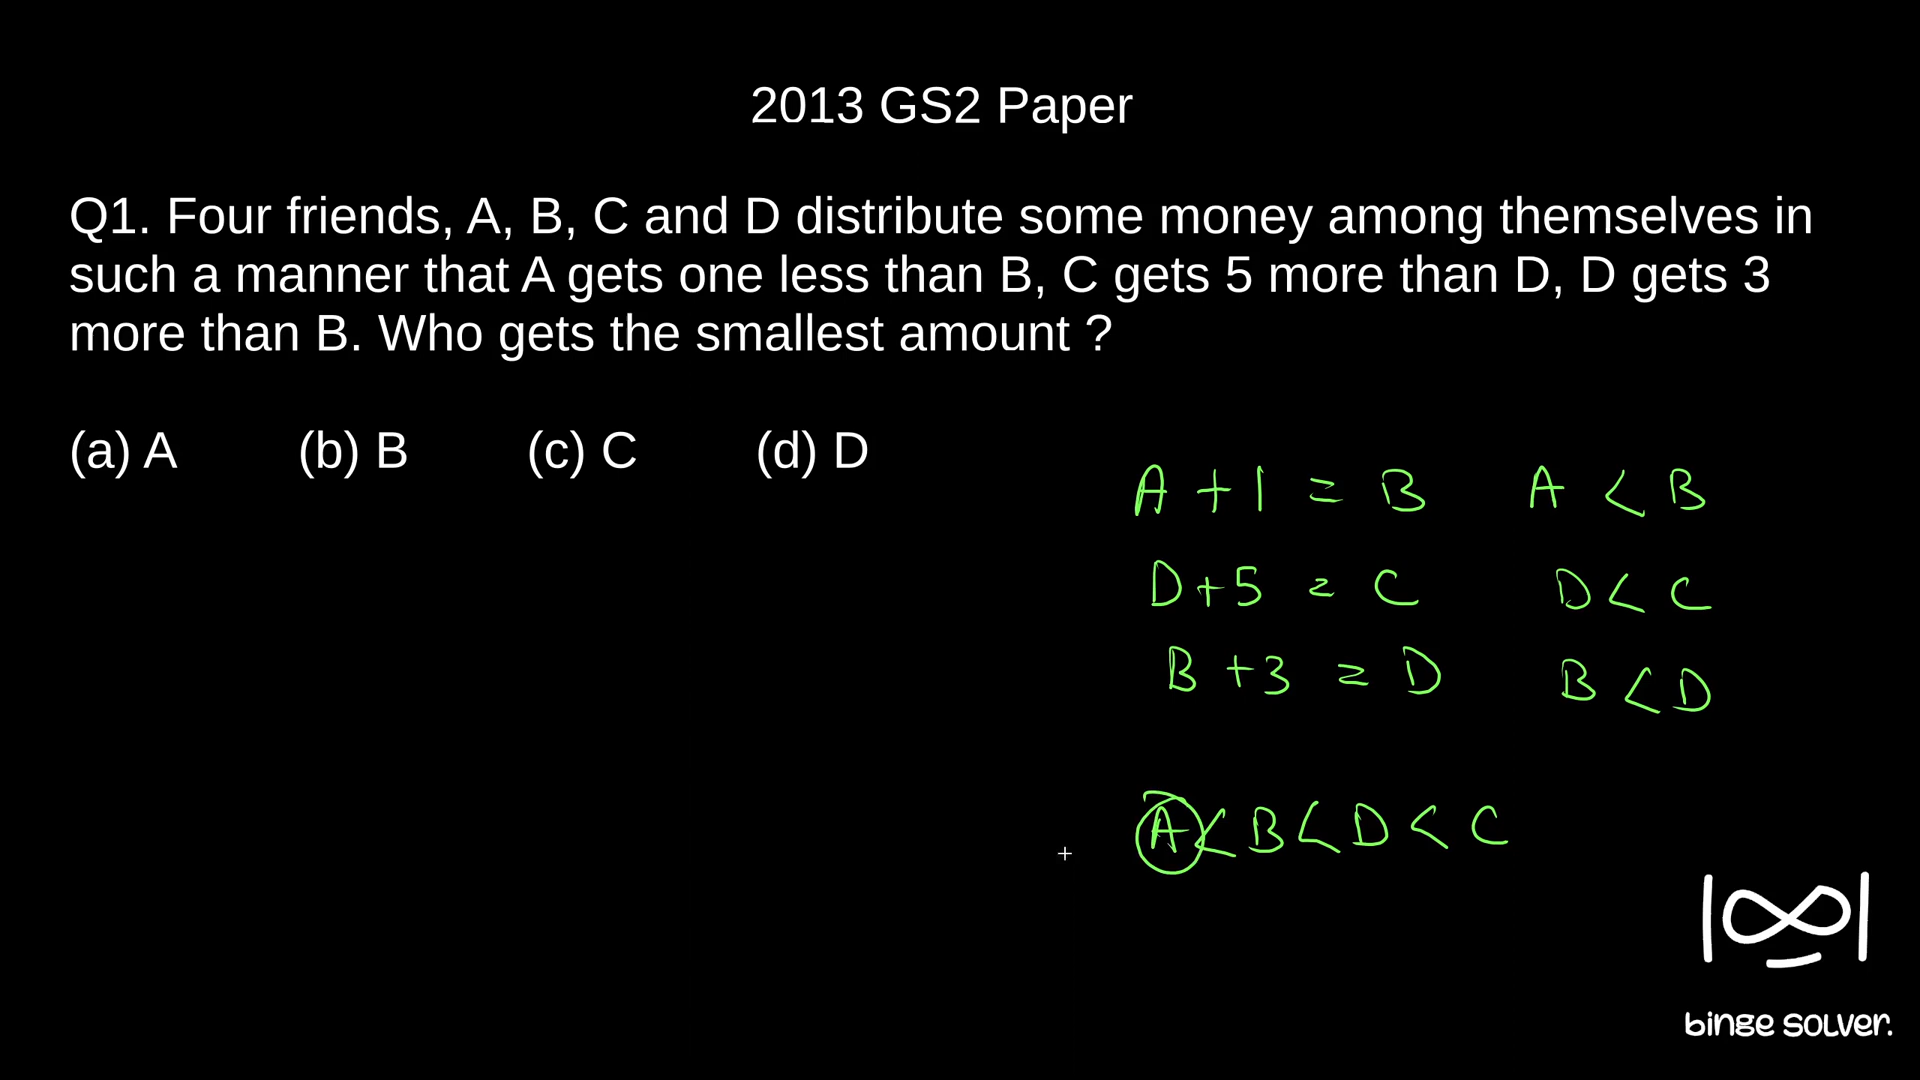 2013 GS2 Paper
Q1. Four friends, A, B, C and D distribute some money among themselves in
such a manner that A gets one less than B, C gets 5 more than D, D gets 3
more than B. Who gets the smallest amount ?
(a) A (b) B (c) C (d) D
A + 1 = B A < B
D + 5 = C D < C
B + 3 = D B < D
A < B < D < C
binge solver.